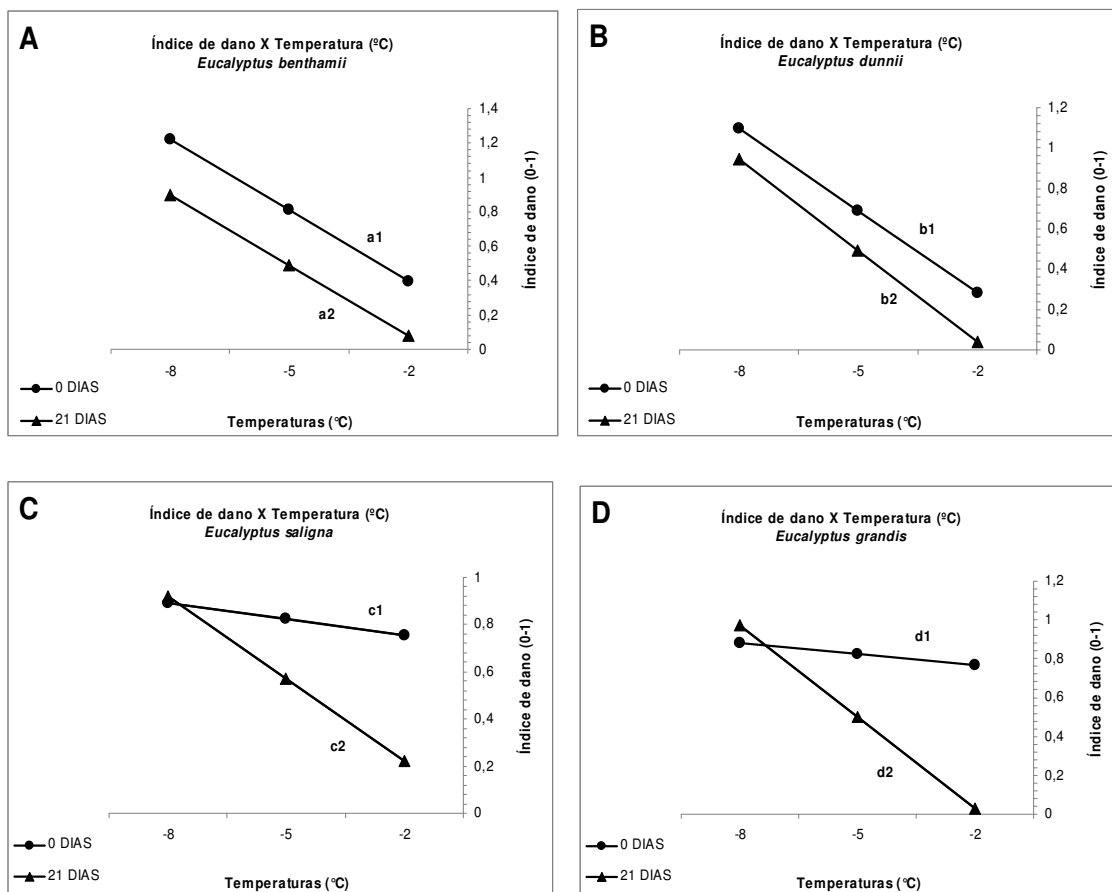 A
Índice de dano X Temperatura (ºC)
Eucalyptus benthamii
1,4
1,2
1
0,8
0,6
0,4
0,2
0
Índice de dano (0-1)
a1
a2
-8
-5
-2
0 DIAS
21 DIAS
Temperaturas (°C)
B
Índice de dano X Temperatura (ºC)
Eucalyptus dunnii
1,2
1
0,8
0,6
0,4
0,2
0
Índice de dano (0-1)
b1
b2
-8
-5
-2
0 DIAS
21 DIAS
Temperaturas (°C)
C
Índice de dano X Temperatura (ºC)
Eucalyptus saligna
1
0,8
0,6
0,4
0,2
0
Índice de dano (0-1)
c1
c2
-8
-5
-2
0 DIAS
21 DIAS
Temperaturas (°C)
D
Índice de dano X Temperatura (ºC)
Eucalyptus grandis
1,2
1
0,8
0,6
0,4
0,2
0
Índice de dano (0-1)
d1
d2
-8
-5
-2
0 DIAS
21 DIAS
Temperaturas (°C)